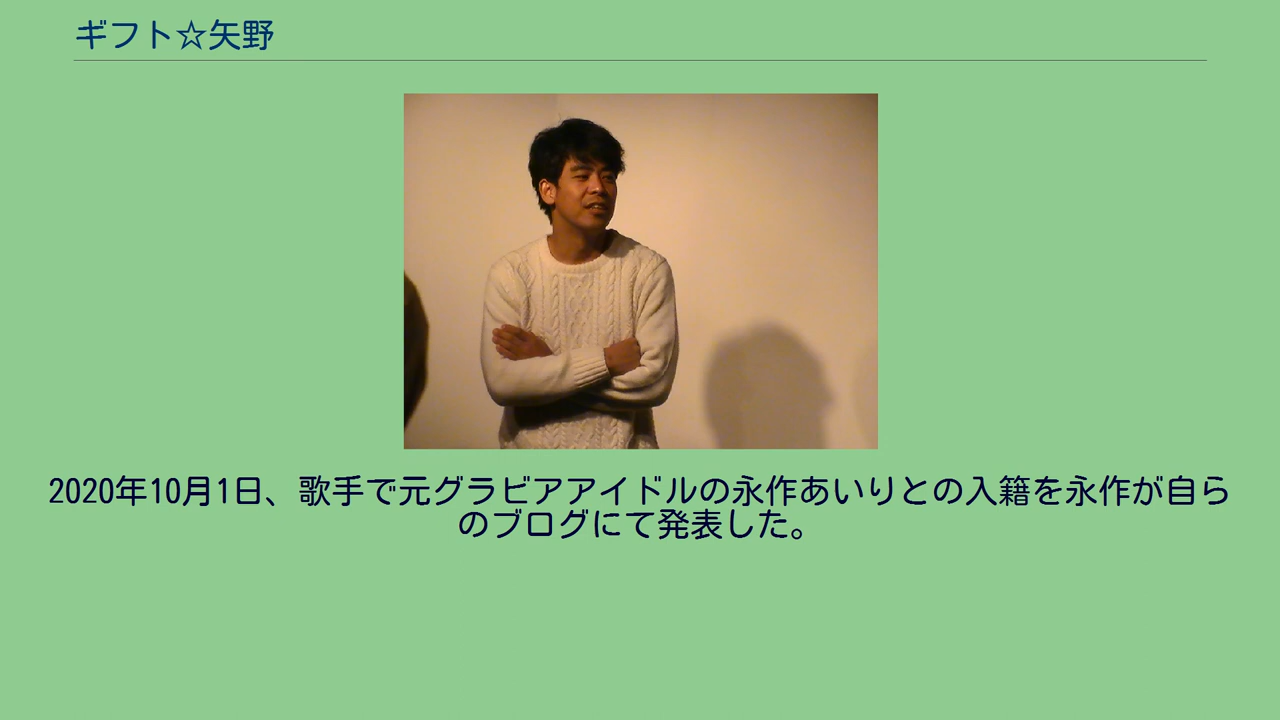 ギフト☆矢野
2020年10月1日、歌手で元グラビアアイドルの永作あいりとの入籍を永作が自ら
のブログにて発表した。